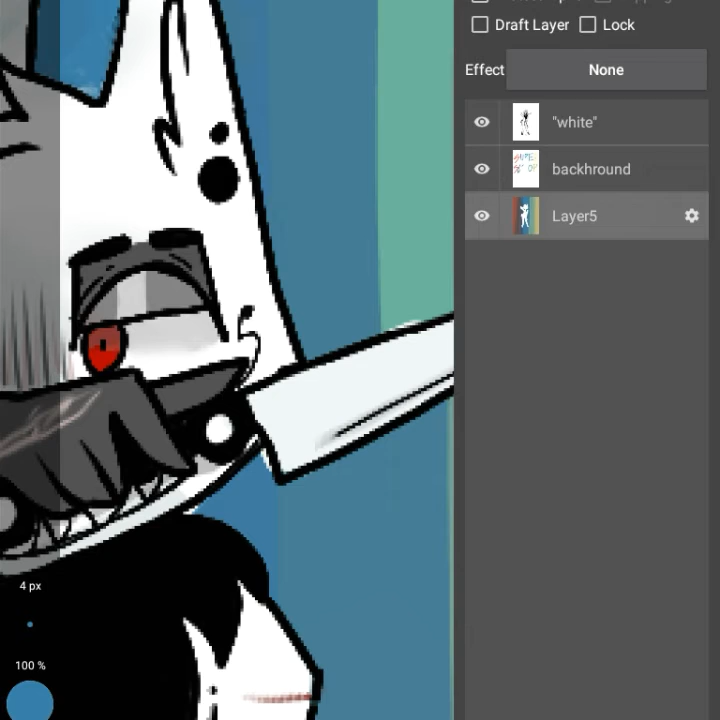 Draft Layer Lock
Effect None
"white"
backhround
Layer5
4 px
100 %